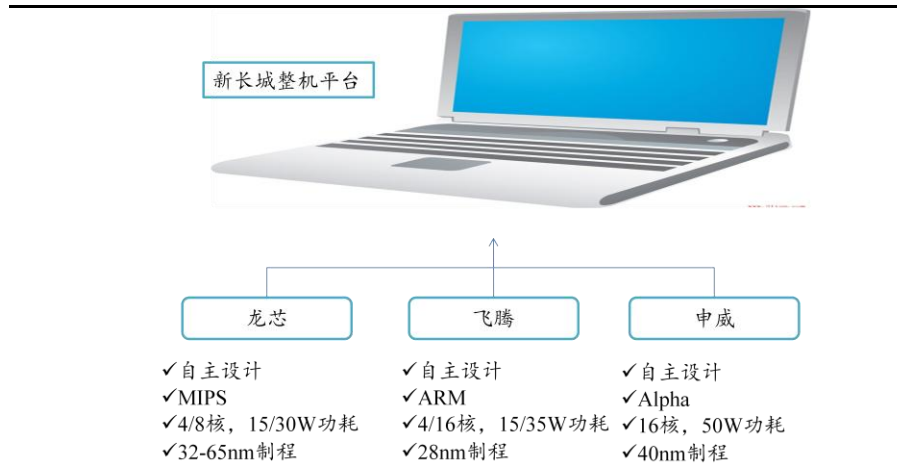 新长城整机平台
龙芯
✓自主设计
✓MIPS
✓4/8核，15/30W功耗
✓32-65nm制程
飞腾
✓自主设计
✓ARM
✓4/16核，15/35W功耗
✓28nm制程
申威
✓自主设计
✓Alpha
✓16核，50W功耗
✓40nm制程